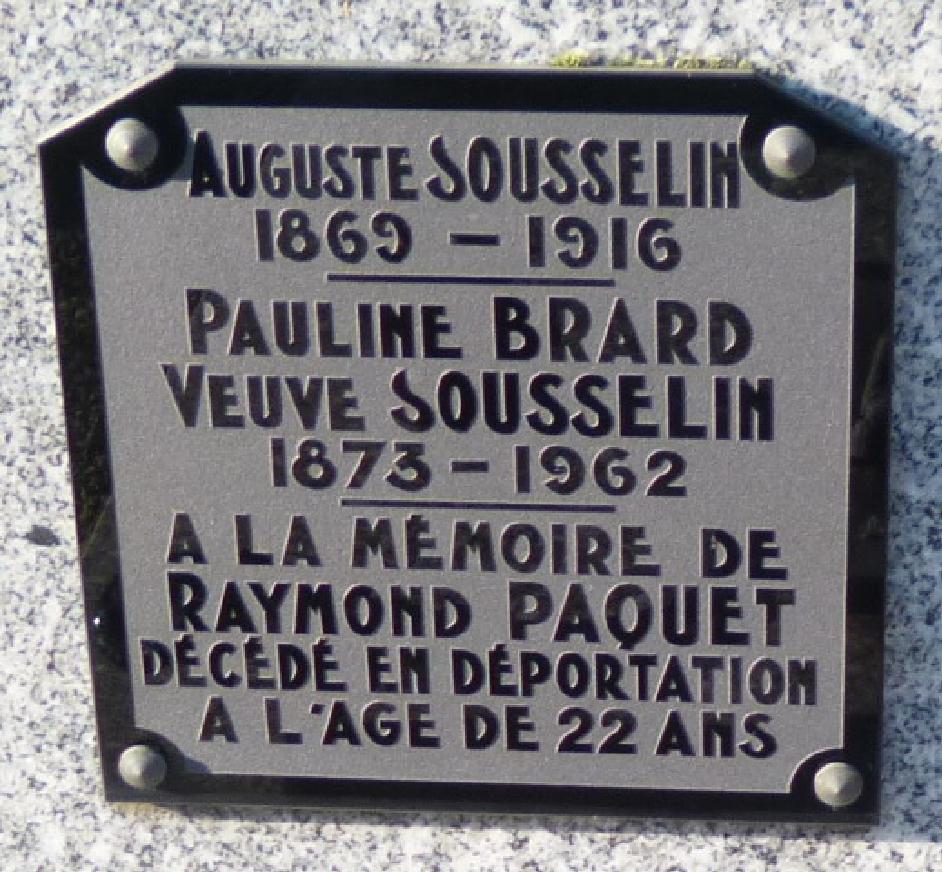 AUGUSTE SOUSSELIN
1869 – 1916
PAULINE BRARD
VEUVE SOUSSELIN
1873 – 1962
A LA MÉMOIRE DE
RAYMOND PAQUET
DÉCÉDÉ EN DÉPORTATION
A L'AGE DE 22 ANS